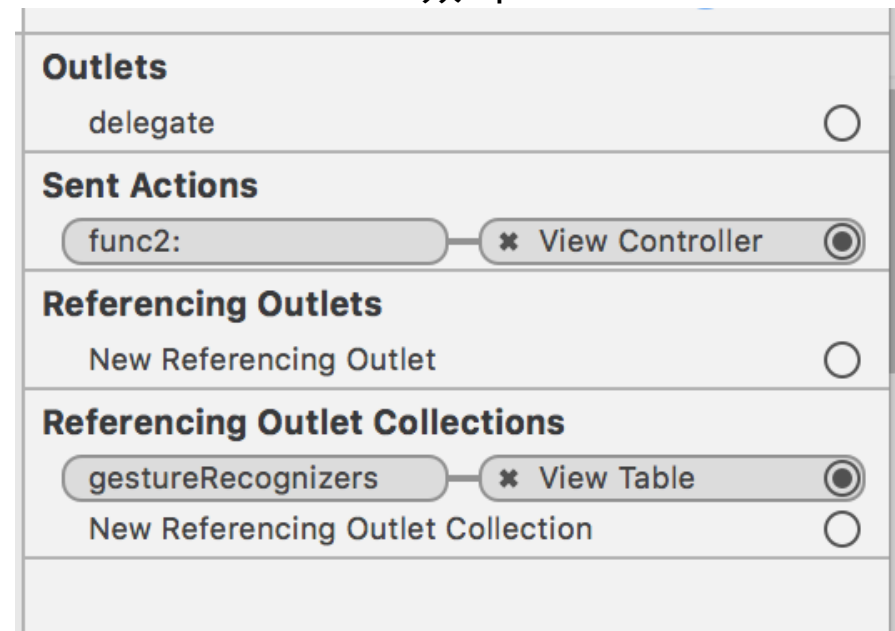 Outlets
delegate
Sent Actions
func2:
View Controller
Referencing Outlets
New Referencing Outlet
Referencing Outlet Collections
gestureRecognizers
View Table
New Referencing Outlet Collection